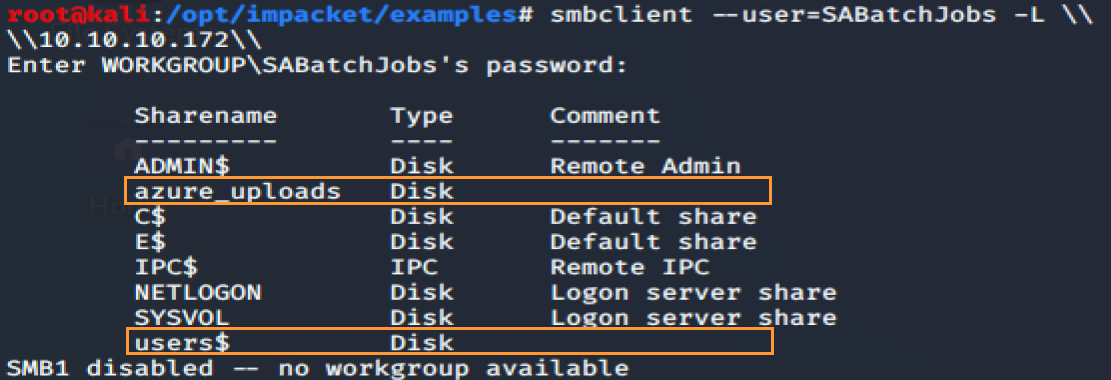 root@kali:/opt/impacket/examples# smbclient --user=SABatchJobs -L \\
\\10.10.10.172\\
Enter WORKGROUP\SABatchJobs's password:
Sharename Type Comment
--------- ---- -------
ADMIN$ Disk Remote Admin
azure_uploads Disk
C$ Disk Default share
E$ Disk Default share
IPC$ IPC Remote IPC
NETLOGON Disk Logon server share
SYSVOL Disk Logon server share
users$ Disk
SMB1 disabled -- no workgroup available